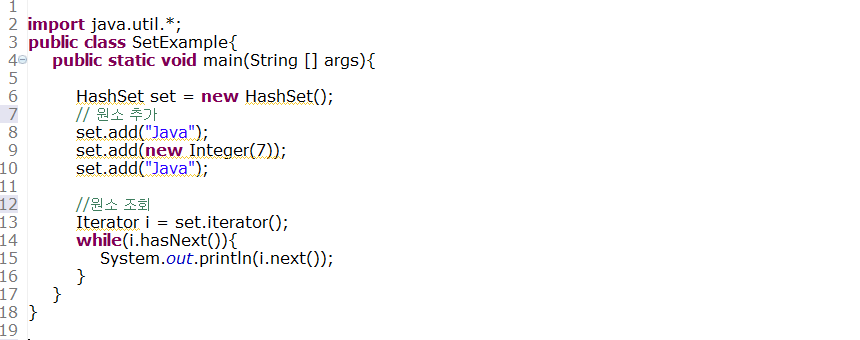 1
2 import java.util.*;
3 public class SetExample{
4 public static void main(String [] args){
5
6 HashSet set = new HashSet();
7 // 원소 추가
8 set.add("Java");
9 set.add(new Integer(7));
10 set.add("Java");
11
12 //원소 조회
13 Iterator i = set.iterator();
14 while(i.hasNext()){
15 System.out.println(i.next());
16 }
17 }
18 }
19